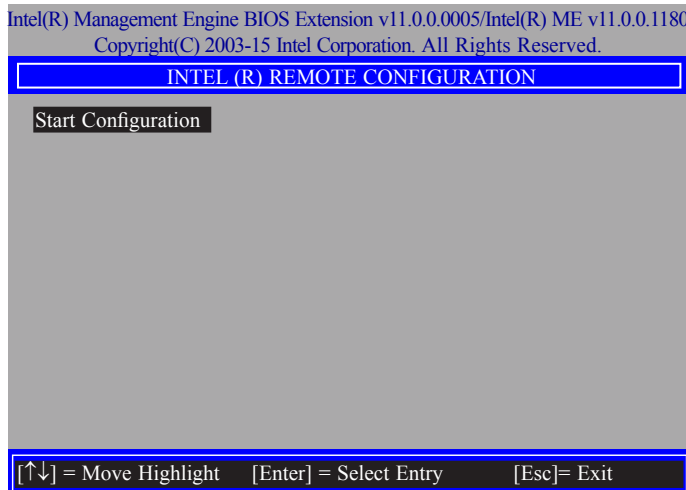 Intel(R) Management Engine BIOS Extension v11.0.0.0005/Intel(R) ME v11.0.0.1180
Copyright(C) 2003-15 Intel Corporation. All Rights Reserved.
INTEL (R) REMOTE CONFIGURATION
Start Configuration
[↑↓] = Move Highlight [Enter] = Select Entry [Esc]= Exit